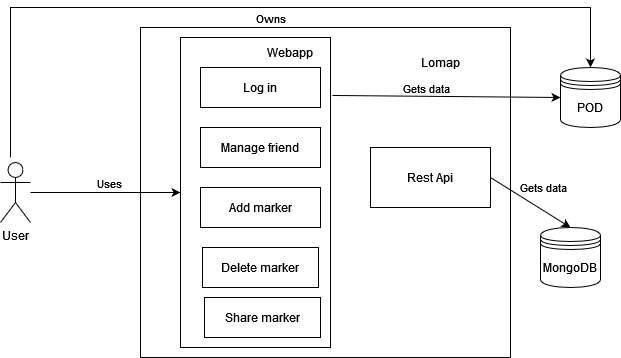 Owns
Webapp
Lomap
Log in
Gets data
POD
Manage friend
Rest Api
Uses
Gets data
Add marker
User
Delete marker
MongoDB
Share marker